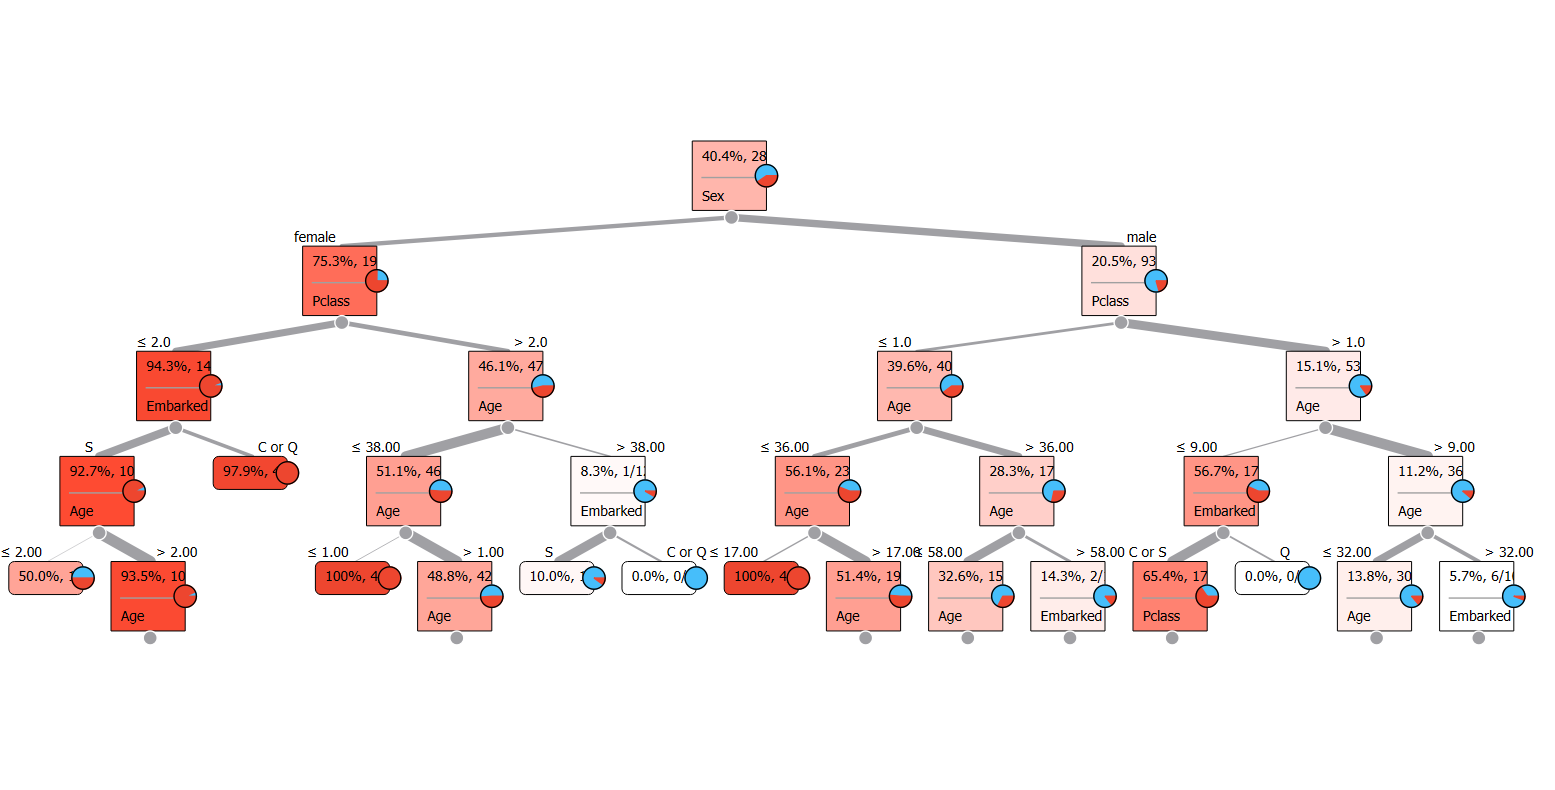 40.4%, 28
Sex
female
male
75.3%, 19
Pclass
20.5%, 93
Pclass
≤ 2.0
> 2.0
≤ 1.0
> 1.0
94.3%, 14
Embarked
46.1%, 47
Age
39.6%, 40
Age
15.1%, 53
Age
S
C or Q
≤ 38.00
> 38.00
≤ 36.00
> 36.00
≤ 9.00
> 9.00
92.7%, 10
Age
97.9%,
51.1%, 46
Age
8.3%, 1/1
Embarked
56.1%, 23
Age
28.3%, 17
Age
56.7%, 17
Embarked
11.2%, 36
Age
≤ 2.00
> 2.00
≤ 1.00
> 1.00
S
C or Q
≤ 17.00
> 17.00
≤ 58.00
> 58.00
C or S
Q
≤ 32.00
> 32.00
50.0%,
93.5%, 10
Age
100%, 4
48.8%, 42
Age
10.0%,
0.0%, 0/
100%, 4
51.4%, 19
Age
32.6%, 15
Age
14.3%, 2/
Embarked
65.4%, 17
Pclass
0.0%, 0/
13.8%, 30
Age
5.7%, 6/1
Embarked